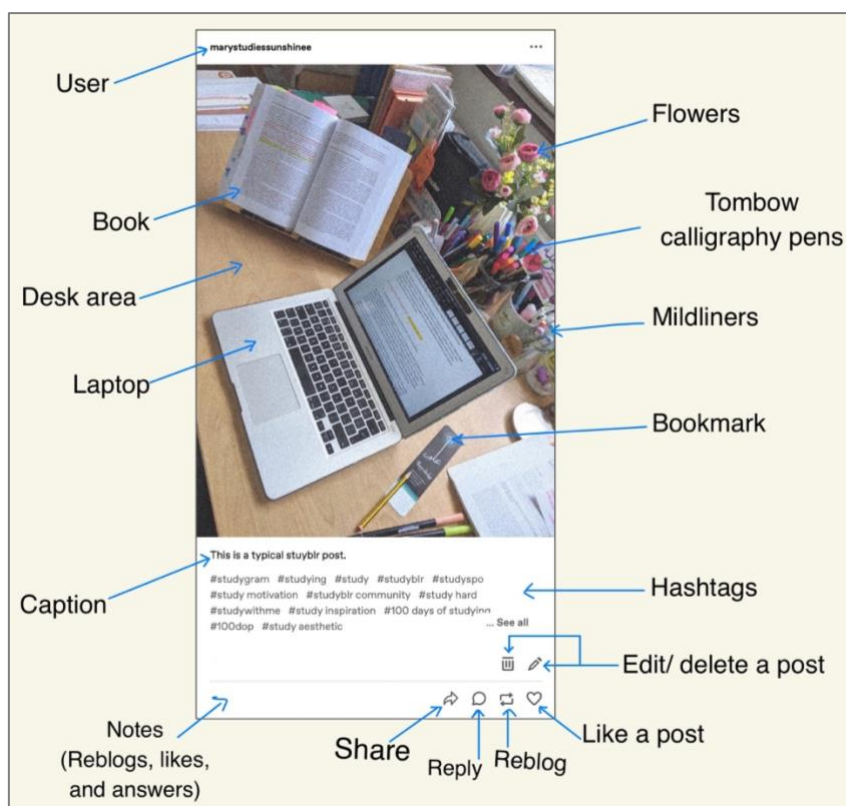 marystudiessunshinee
User
Flowers
Tombow
calligraphy pens
Book
Desk area
Mildliners
Laptop
Bookmark
This is a typical stuyblr post.
Caption
#studygram #studying #study #studyblr #studyspo
#study motivation #studyblr community #study hard
#studywithme #study inspiration #100 days of studying
#100dop #study aesthetic
... See all
Hashtags
Edit/ delete a post
Notes
(Reblogs, likes,
and answers)
Share
Reply
Reblog
Like a post